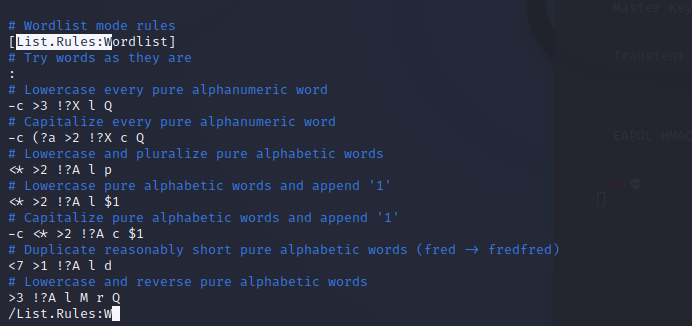 Master Key
# Wordlist mode rules
[List.Rules:Wordlist]
# Try words as they are
Transient
:
# Lowercase every pure alphanumeric word
-c >3 !?X l Q
# Capitalize every pure alphanumeric word
-c (?a >2 !?X c Q
EAPOL HMAC
# Lowercase and pluralize pure alphabetic words
<* >2 !?A l p
# Lowercase pure alphabetic words and append '1'
<* >2 !?A l $1
# Capitalize pure alphabetic words and append '1'
-c <* >2 !?A c $1
# Duplicate reasonably short pure alphabetic words (fred -> fredfred)
<7 >1 !?A l d
# Lowercase and reverse pure alphabetic words
>3 !?A l M r Q
/List.Rules:W